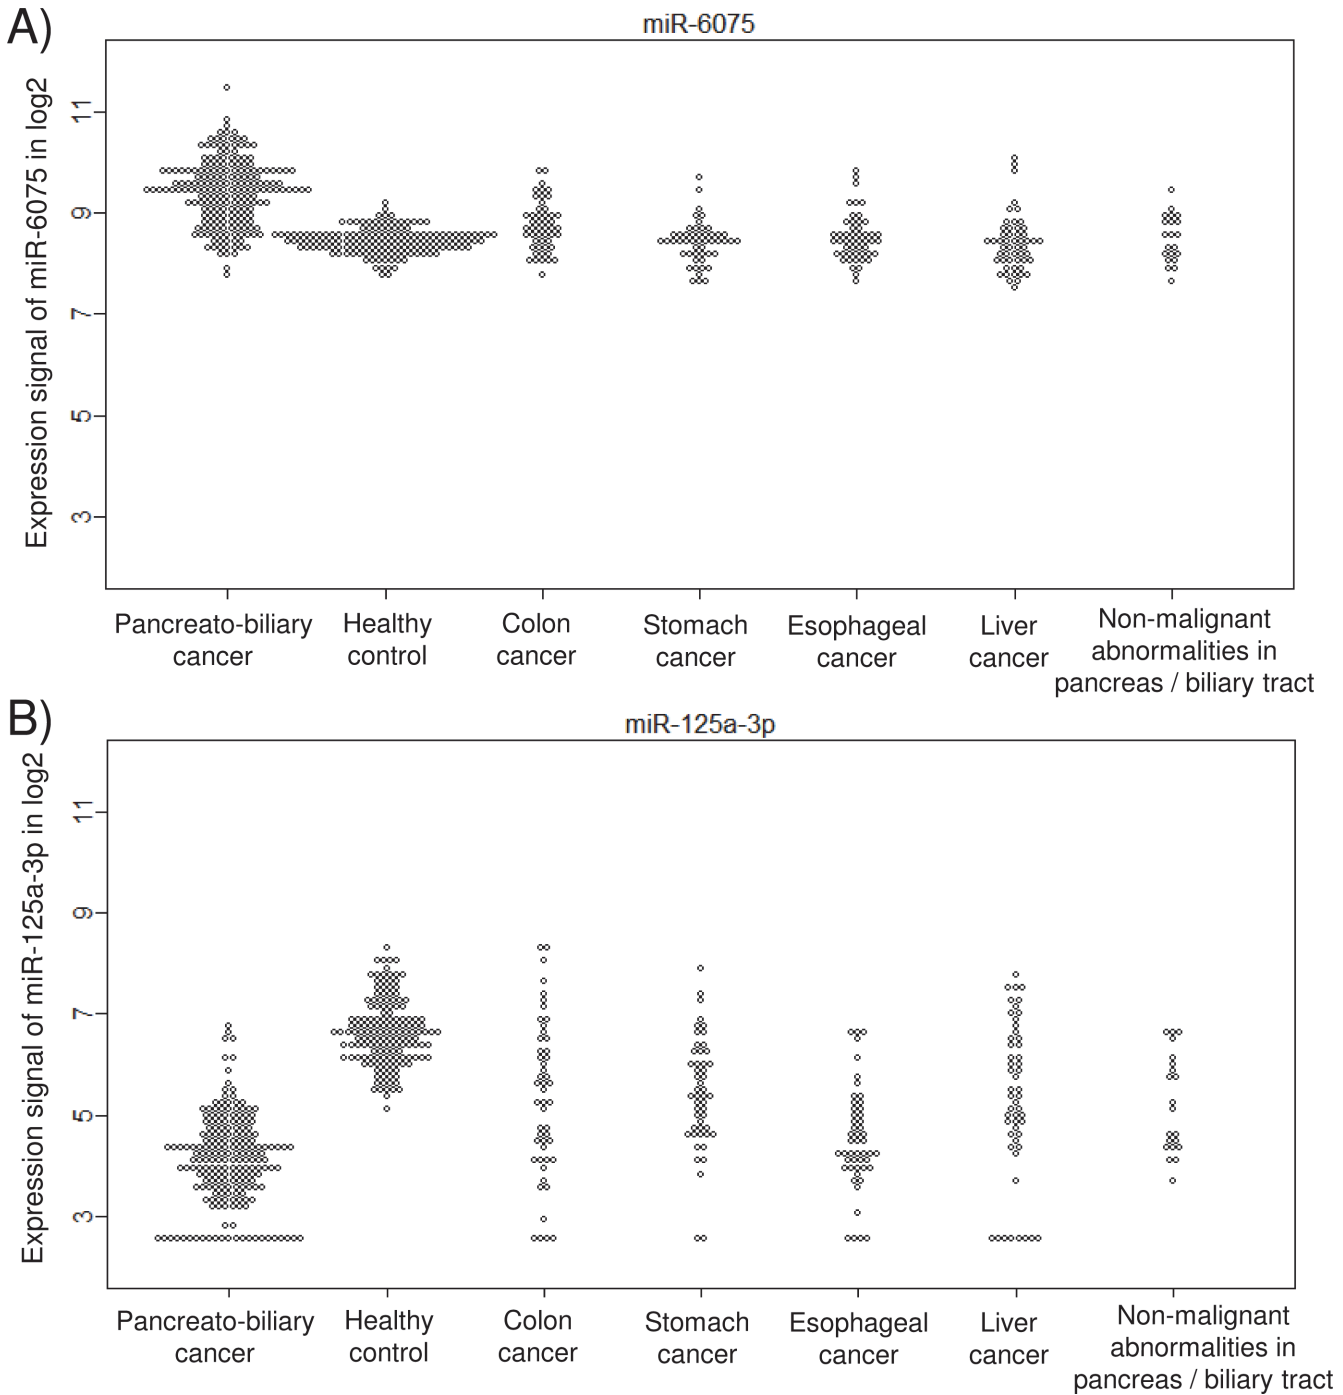 A)
miR-6075
Expression signal of miR-6075 in log2
11
9
7
5
3
Pancreato-biliary
cancer
Healthy
control
Colon
cancer
Stomach
cancer
Esophageal
cancer
Liver
cancer
Non-malignant
abnormalities in
pancreas / biliary tract
B)
miR-125a-3p
Expression signal of miR-125a-3p in log2
11
9
7
5
3
Pancreato-biliary
cancer
Healthy
control
Colon
cancer
Stomach
cancer
Esophageal
cancer
Liver
cancer
Non-malignant
abnormalities in
pancreas / biliary tract